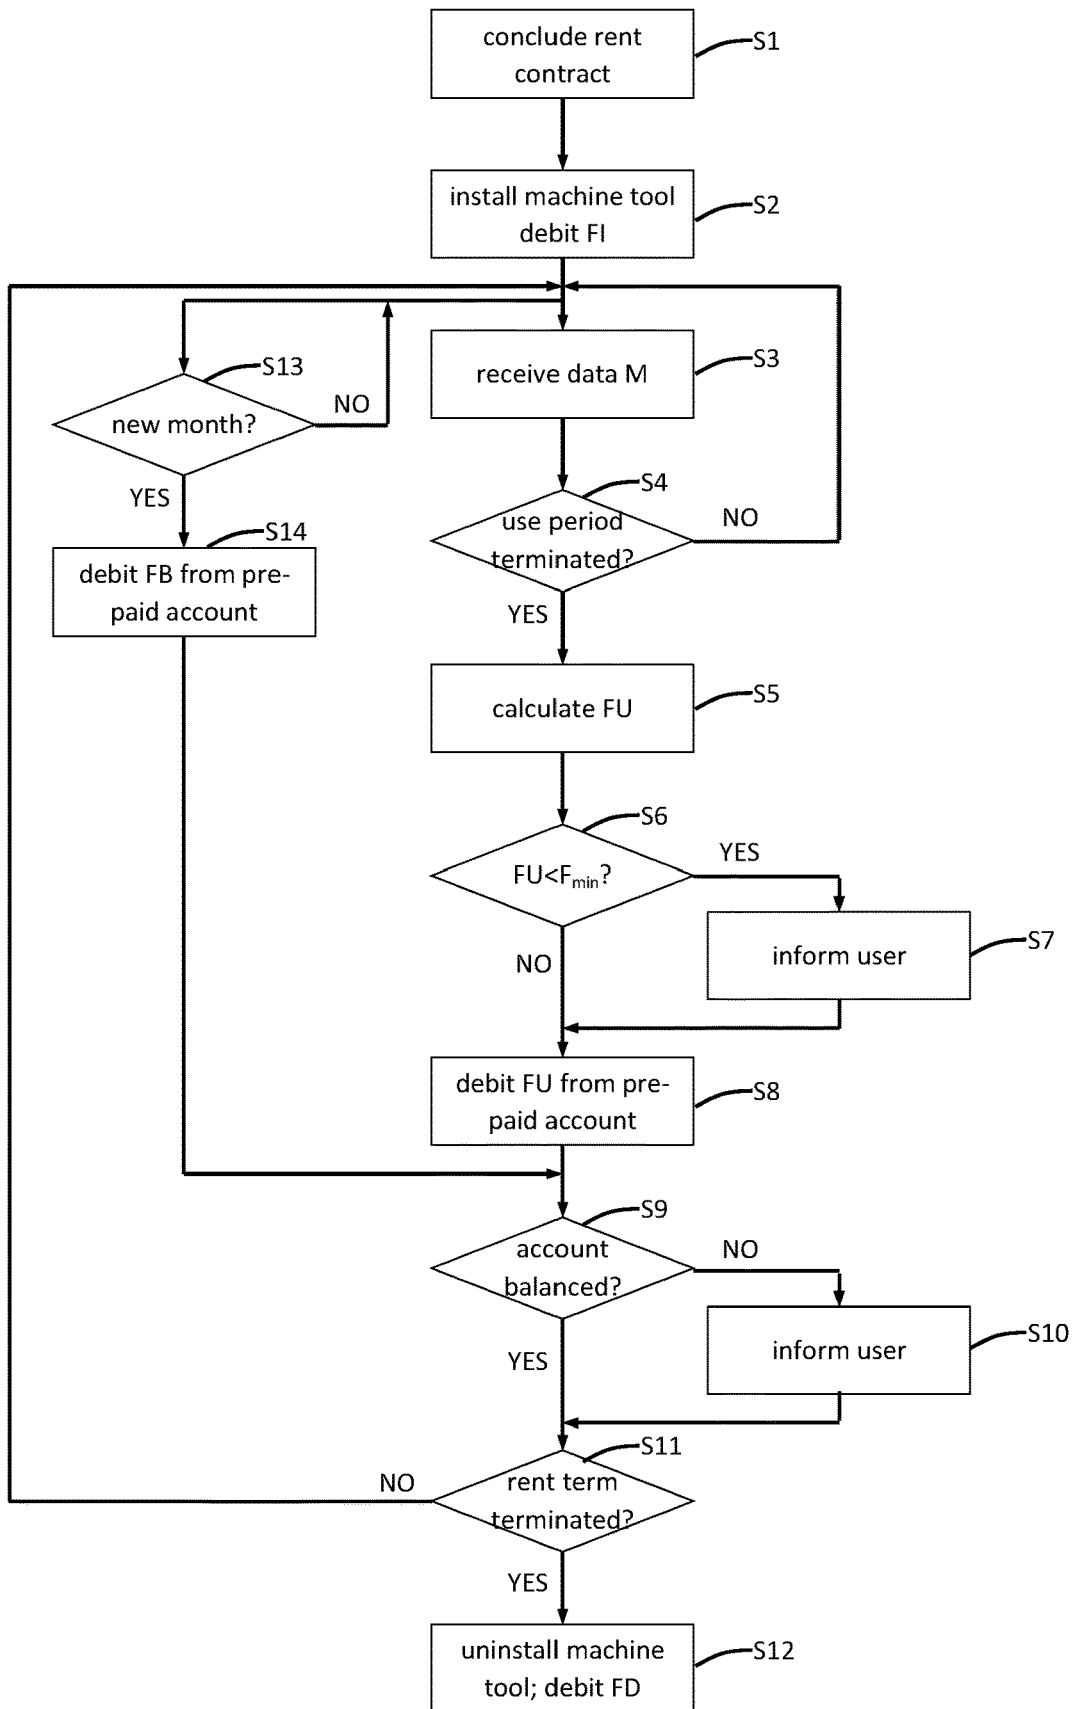 conclude rent
contract
S1
install machine tool
debit FI
S2
receive data M
S3
S13
new month?
NO
YES
S14
debit FB from pre-
paid account
S4
use period
terminated?
NO
YES
calculate FU
S5
S6
FU<Fmin?
YES
NO
inform user
S7
debit FU from pre-
paid account
S8
S9
account
balanced?
NO
YES
inform user
S10
S11
rent term
terminated?
NO
YES
uninstall machine
tool; debit FD
S12